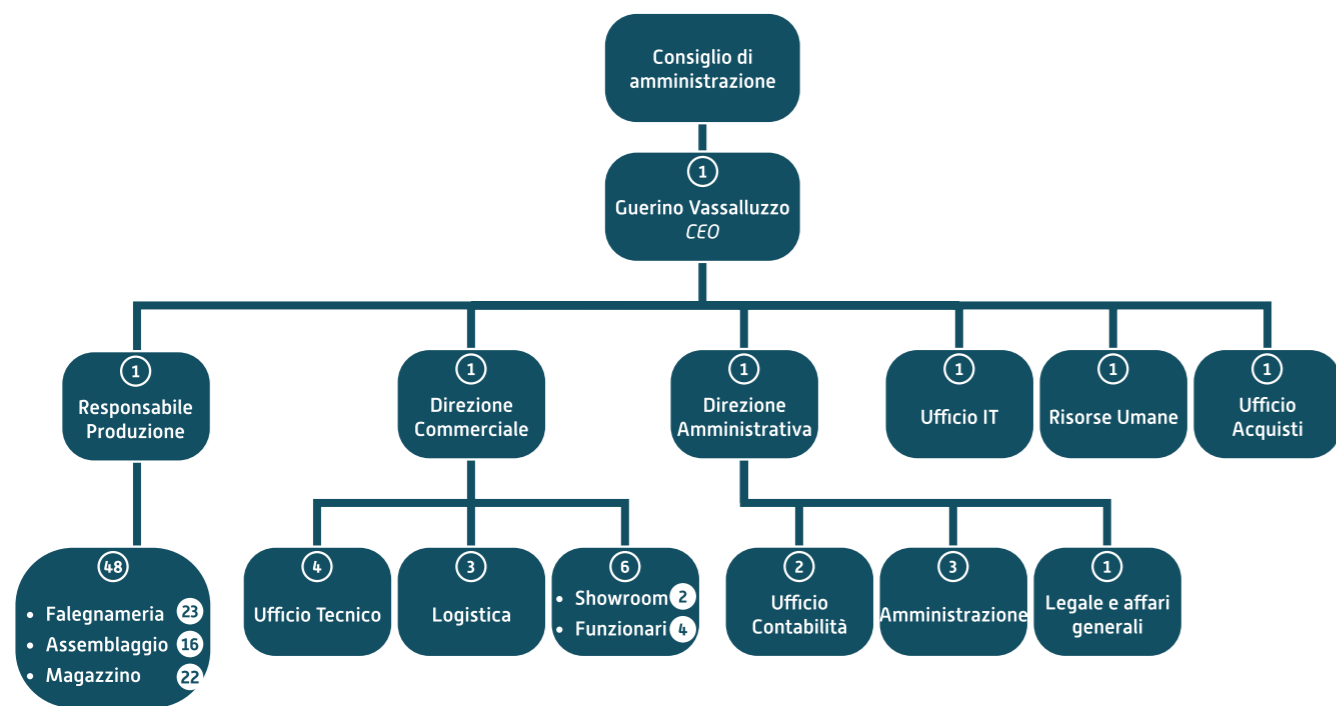 Consiglio di
amministrazione
1
Guerino Vassalluzzo
CEO
1
Responsabile
Produzione
1
Direzione
Commerciale
1
Direzione
Amministrativa
1
Ufficio IT
1
Risorse Umane
1
Ufficio
Acquisti
48
• Falegnameria 23
• Assemblaggio 16
• Magazzino 22
4
Ufficio Tecnico
3
Logistica
6
• Showroom 2
• Funzionari 4
2
Ufficio
Contabilità
3
Amministrazione
1
Legale e affari
generali